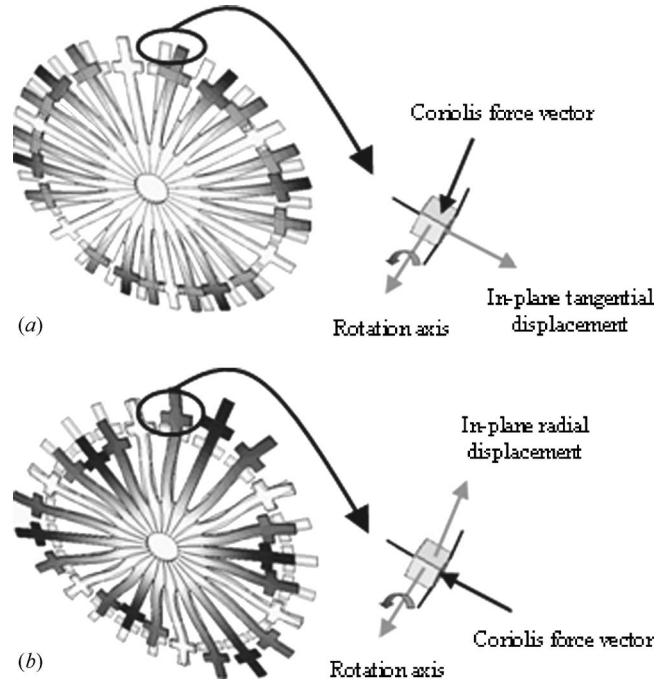 Coriolis force vector
(a)
Rotation axis
In-plane tangential
displacement
In-plane radial
displacement
Coriolis force vector
(b)
Rotation axis